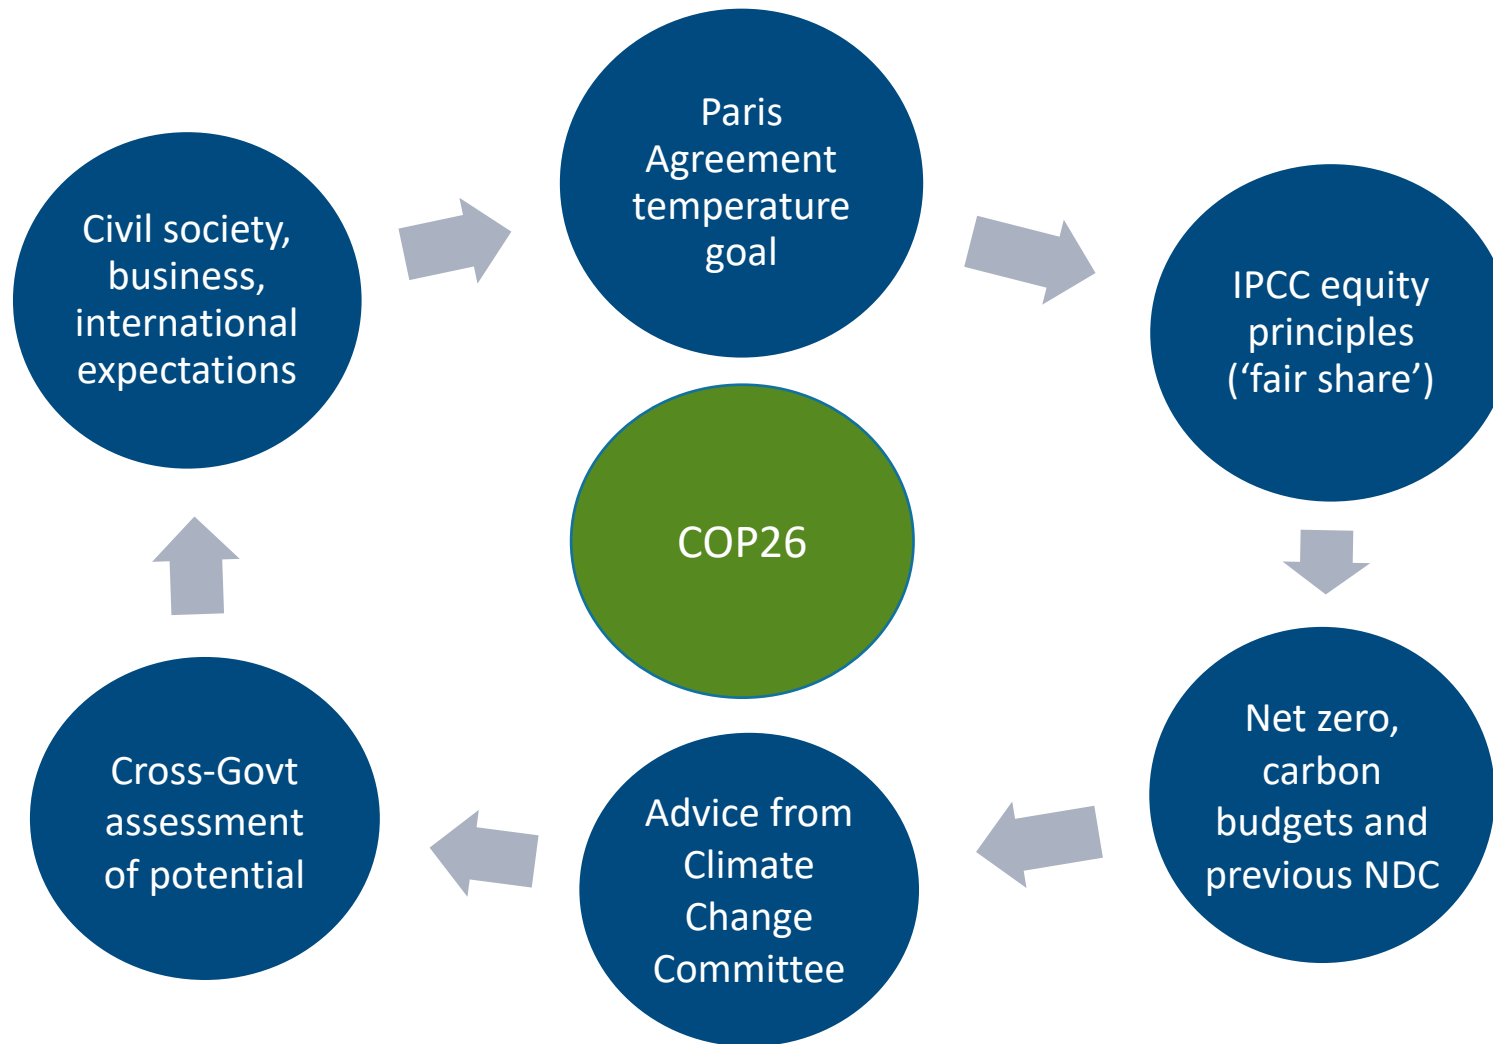 Paris
Agreement
temperature
goal
IPCC equity
principles
(‘fair share’)
Net zero,
carbon
budgets and
previous NDC
Advice from
Climate
Change
Committee
Cross-Govt
assessment
of potential
Civil society,
business,
international
expectations
COP26